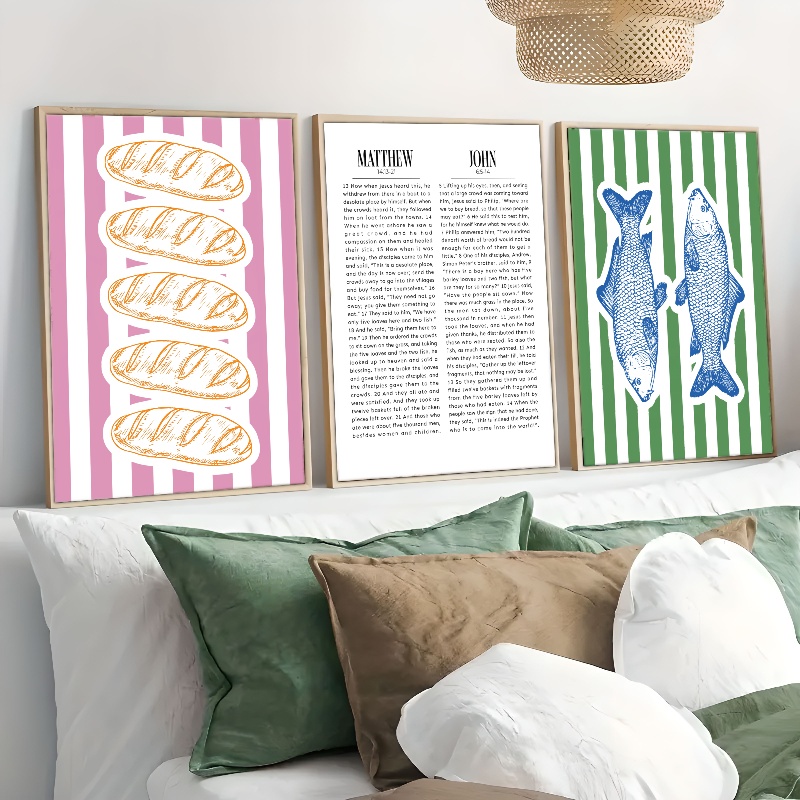 MATTHEW
14:13-21
13 Now when Jesus heard this, he
withdrew from there in a boat to a
desolate place by himself. But when
the crowds heard it, they followed
him on foot from the towns. 14
When he went ashore he saw a
great crowd, and he had
compassion on them and healed
their sick. 15 Now when it was
evening, the disciples came to him
and said, "This is a desolate place,
and the day is now over; send the
crowds away to go into the villages
and buy food for themselves." 16
But Jesus said, "They need not go
away; you give them something to
eat." 17 They said to him, "We have
only five loaves here and two fish."
18 And he said, "Bring them here to
me." 19 Then he ordered the crowds
to sit down on the grass, and taking
the five loaves and the two fish, he
looked up to heaven and said a
blessing. Then he broke the loaves
and gave them to the disciples, and
the disciples gave them to the
crowds. 20 And they all ate and
were satisfied. And they took up
twelve baskets full of the broken
pieces left over. 21 And those who
ate were about five thousand men,
besides women and children.
JOHN
6:5-14
5 Lifting up his eyes, then, and seeing
that a large crowd was coming toward
him, Jesus said to Philip, "Where are
we to buy bread, so that these people
may eat?" 6 He said this to test him,
for he himself knew what he would do.
7 Philip answered him, "Two hundred
denarii worth of bread would not be
enough for each of them to get a
little." 8 One of his disciples, Andrew,
Simon Peter's brother, said to him, 9
"There is a boy here who has five
barley loaves and two fish, but what
are they for so many?" 10 Jesus said,
"Have the people sit down." Now
there was much grass in the place. So
the men sat down, about five
thousand in number. 11 Jesus then
took the loaves, and when he had
given thanks, he distributed them to
those who were seated. So also the
fish, as much as they wanted. 12 And
when they had eaten their fill, he told
his disciples, "Gather up the leftover
fragments, that nothing may be lost."
13 So they gathered them up and
filled twelve baskets with fragments
from the five barley loaves left by
those who had eaten. 14 When the
people saw the sign that he had done,
they said, "This is indeed the Prophet
who is to come into the world!".